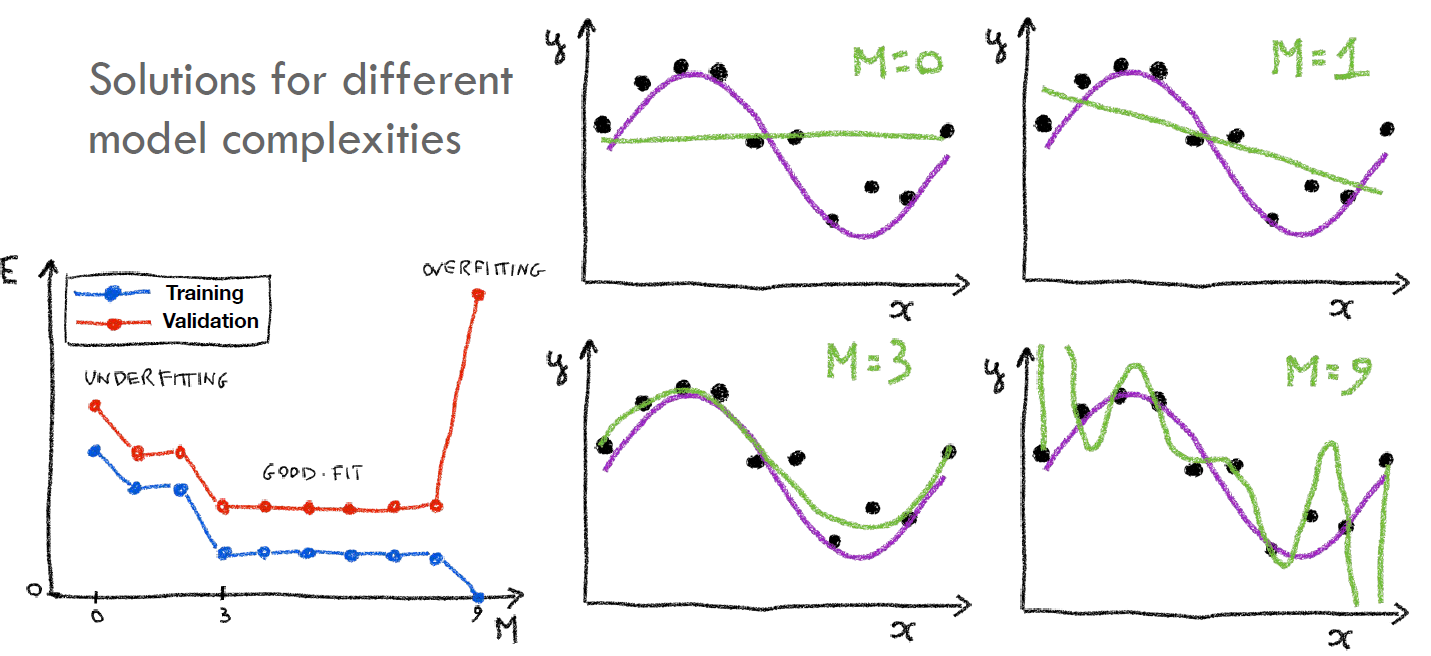 Solutions for different
model complexities
E
Training
Validation
UNDERFITTING
GOOD·FIT
OVERFITTING
0
0
3
9
M
y
M=0
x
y
M=1
x
y
M=3
x
y
M=9
x